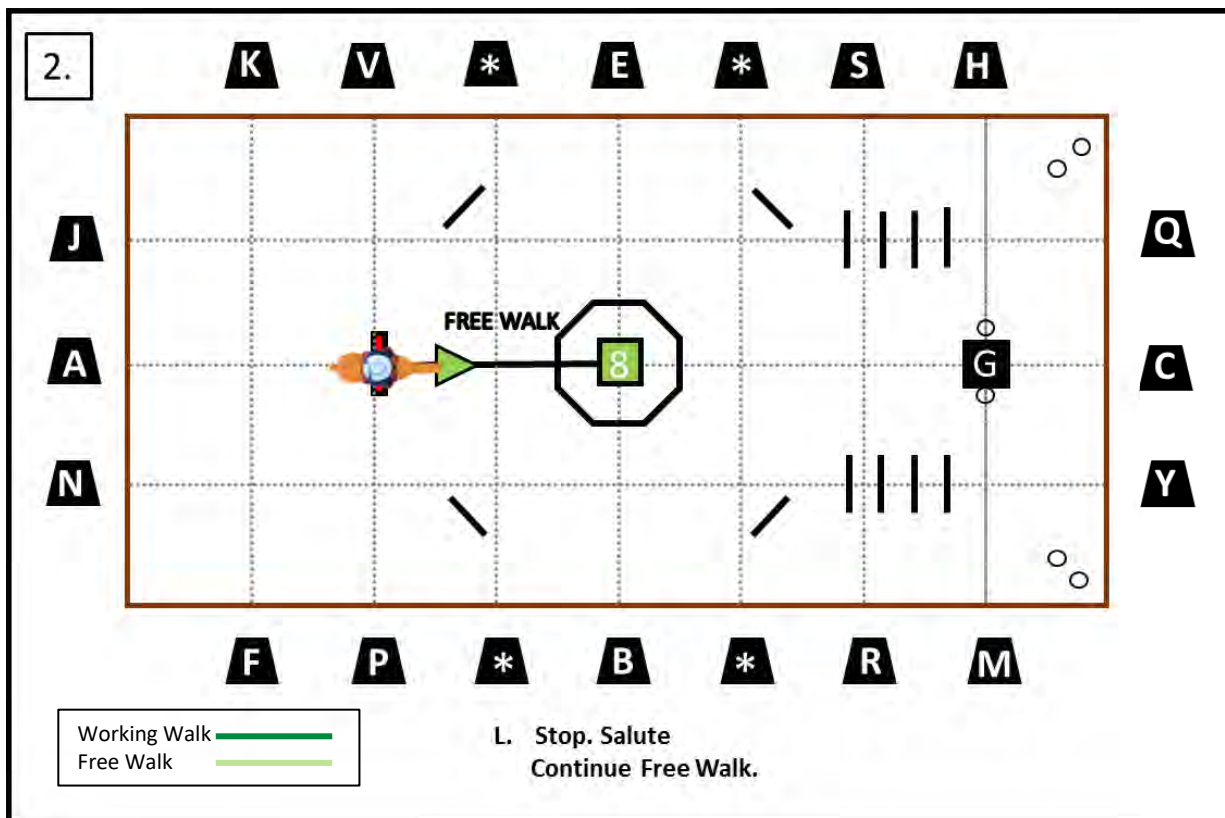 2.
K V * E * S H
J
Q
FREE WALK
A
8
G
C
N
Y
F P * B * R M
Working Walk
Free Walk
L. Stop. Salute
Continue Free Walk.